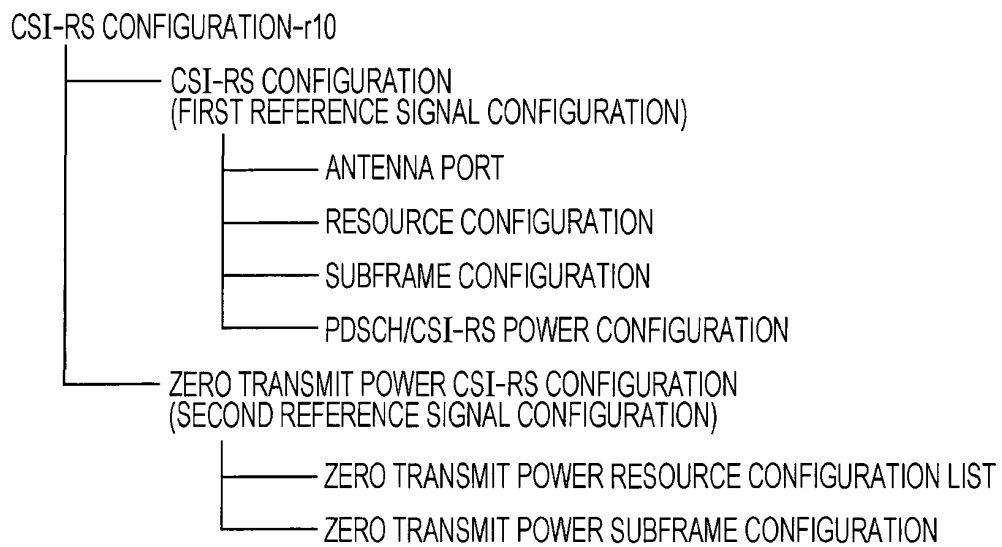 CSI-RS CONFIGURATION-r10
CSI-RS CONFIGURATION
(FIRST REFERENCE SIGNAL CONFIGURATION)
ANTENNA PORT
RESOURCE CONFIGURATION
SUBFRAME CONFIGURATION
PDSCH/CSI-RS POWER CONFIGURATION
ZERO TRANSMIT POWER CSI-RS CONFIGURATION
(SECOND REFERENCE SIGNAL CONFIGURATION)
ZERO TRANSMIT POWER RESOURCE CONFIGURATION LIST
ZERO TRANSMIT POWER SUBFRAME CONFIGURATION